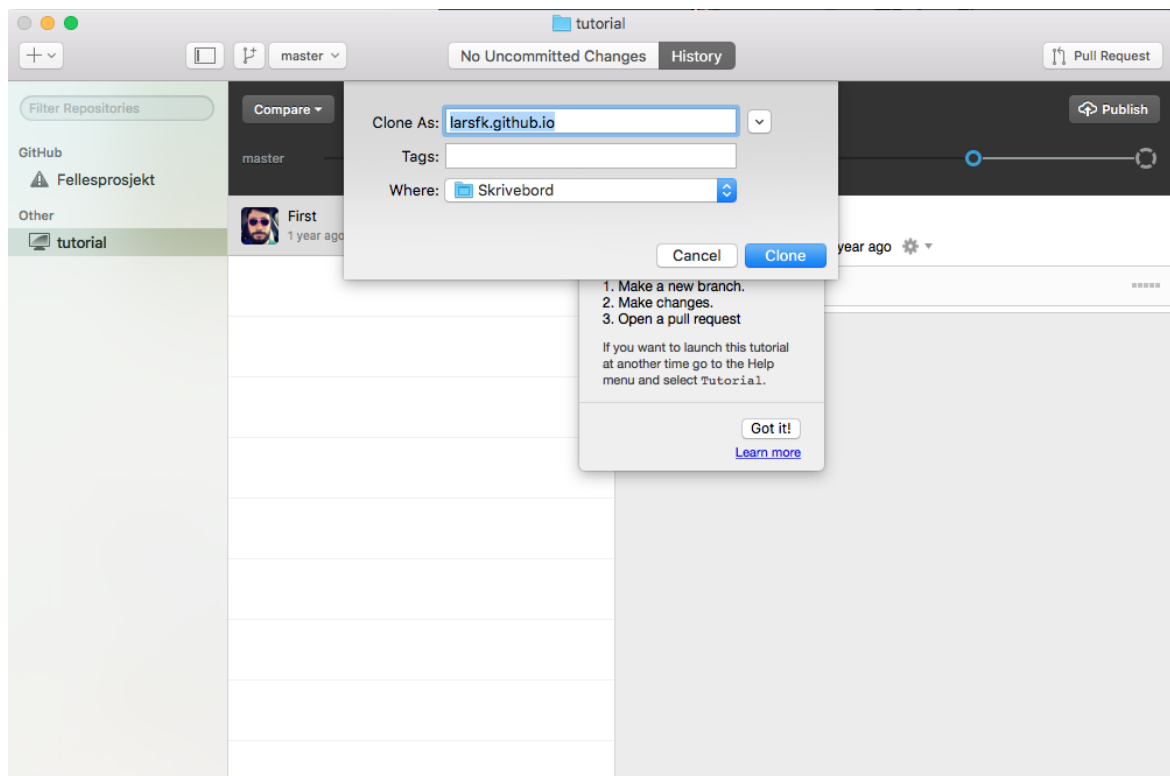 tutorial
master
No Uncommitted Changes
History
Pull Request
Filter Repositories
GitHub
Fellesprosjekt
Other
tutorial
Compare
Publish
master
Clone As: larsfk.github.io
Tags:
Where: Skrivebord
Cancel
Clone
First
1 year ago
year ago
1. Make a new branch.
2. Make changes.
3. Open a pull request
If you want to launch this tutorial
at another time go to the Help
menu and select Tutorial.
Got it!
Learn more